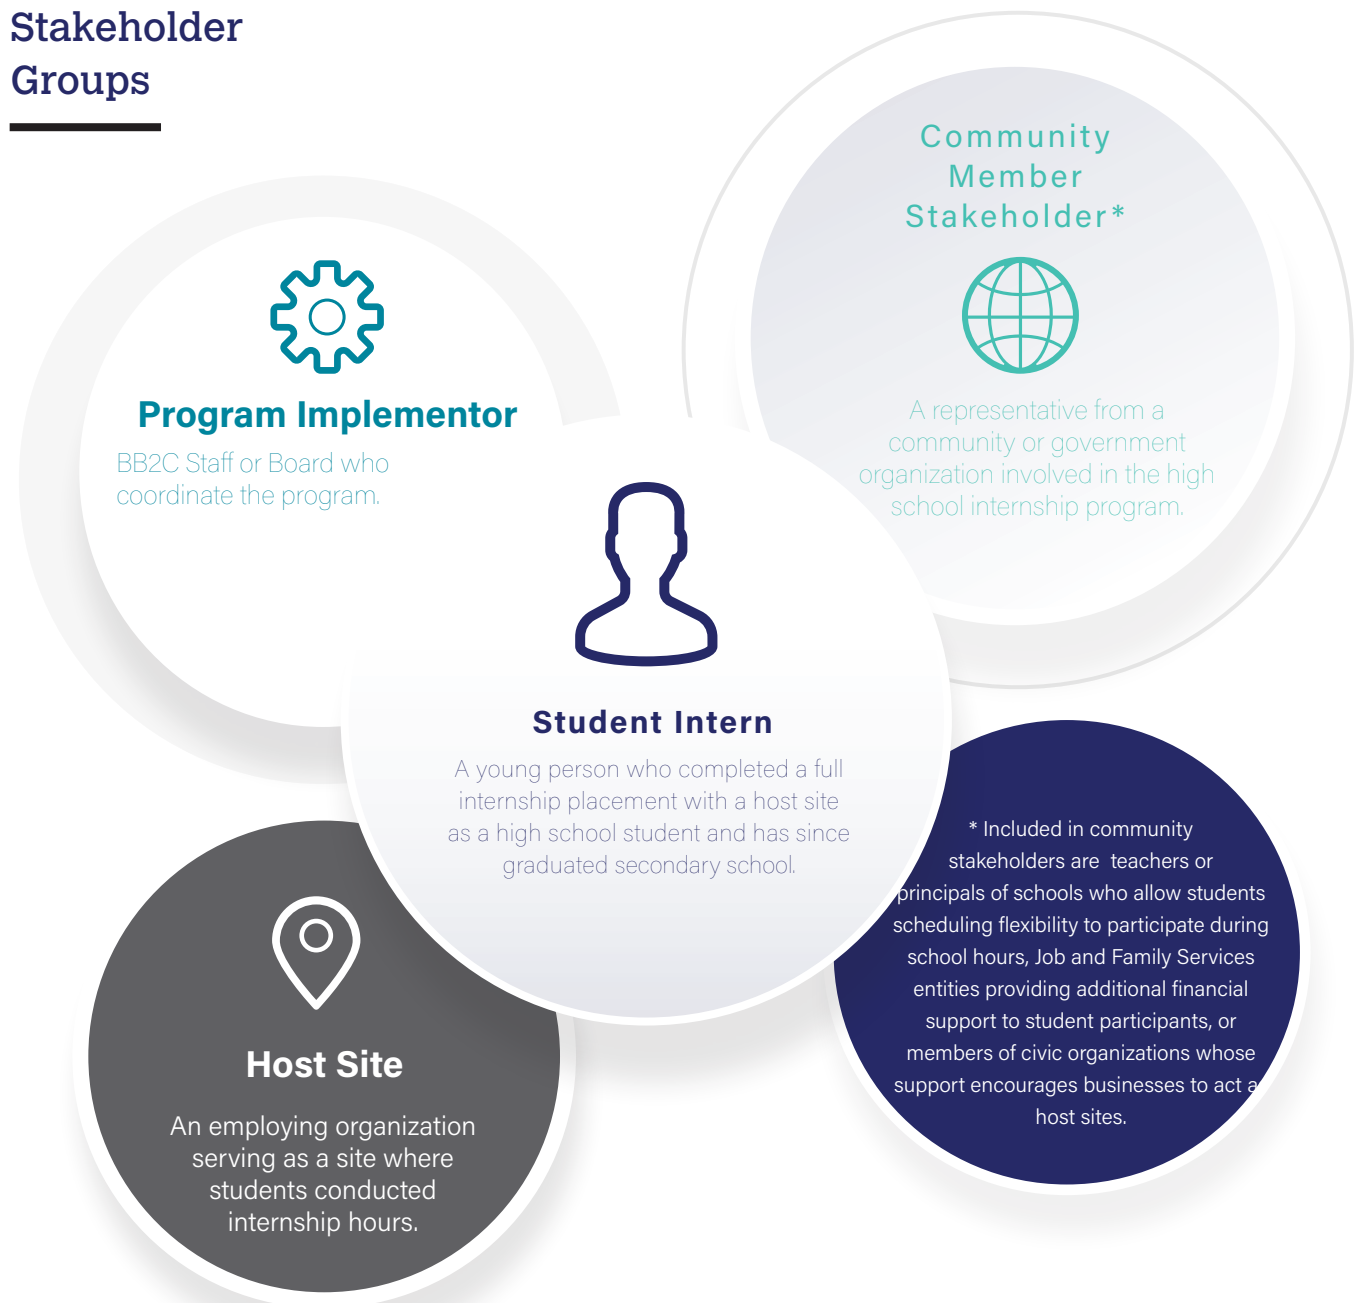 Stakeholder
Groups
Community
Member
Stakeholder*
A representative from a
community or government
organization involved in the high
school internship program.
Program Implementor
BB2C Staff or Board who
coordinate the program.
Student Intern
A young person who completed a full
internship placement with a host site
as a high school student and has since
graduated secondary school.
* Included in community
stakeholders are teachers or
principals of schools who allow students
scheduling flexibility to participate during
school hours, Job and Family Services
entities providing additional financial
support to student participants, or
members of civic organizations whose
support encourages businesses to act a
host sites.
Host Site
An employing organization
serving as a site where
students conducted
internship hours.